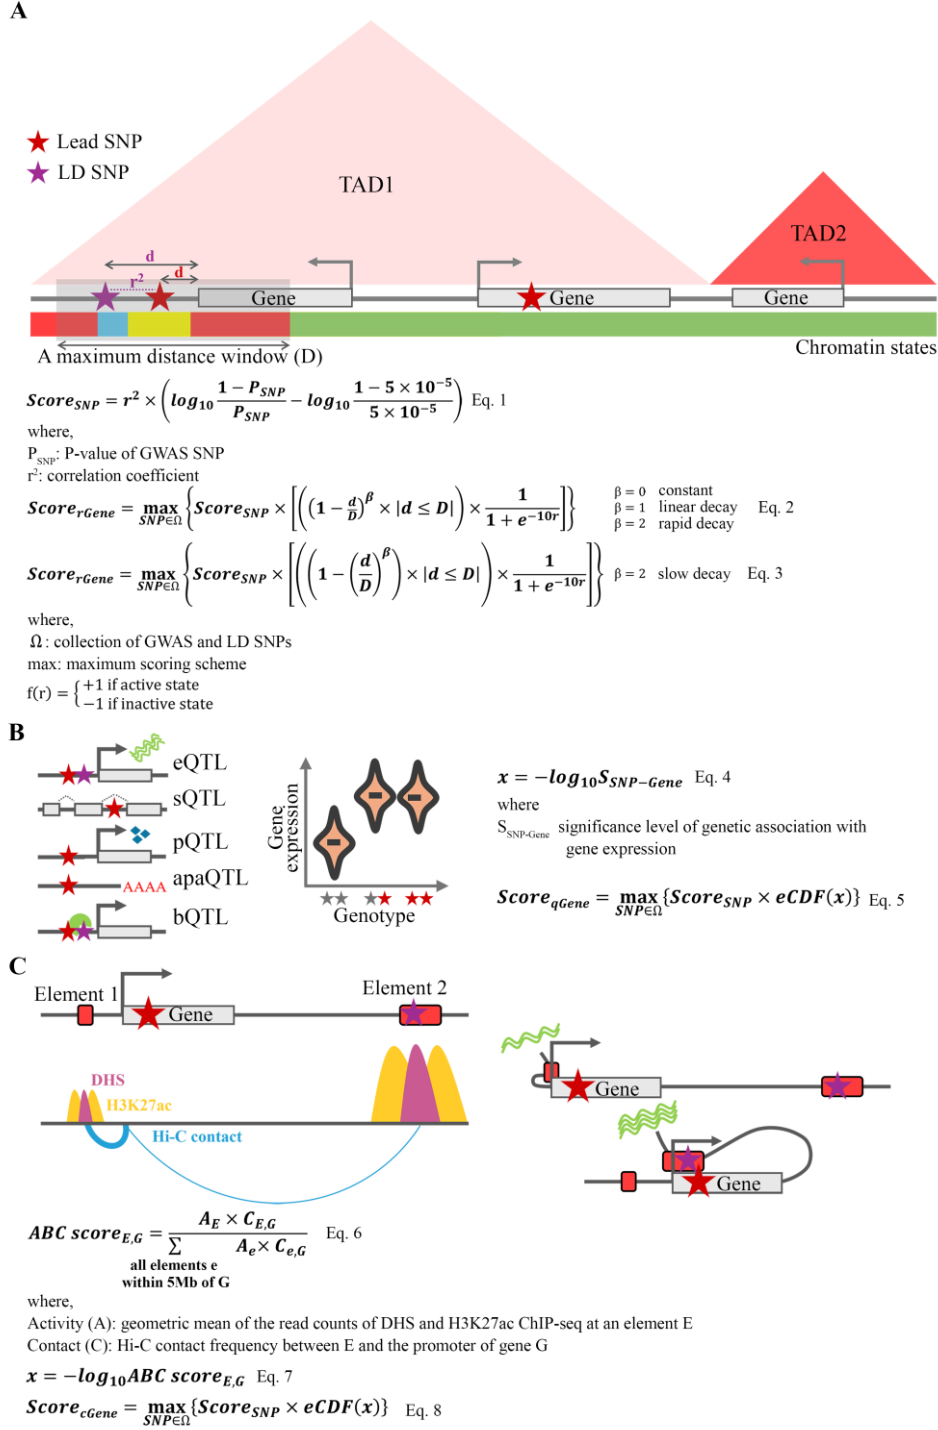 A
Lead SNP
LD SNP
TAD1
TAD2
d
d
r²
Gene
Gene
Gene
A maximum distance window (D)
Chromatin states
Score_SNP = r² × (log₁₀ (1 − P_SNP)/P_SNP − log₁₀ (1 − 5 × 10⁻⁵)/(5 × 10⁻⁵)) Eq. 1
where,
P_SNP: P-value of GWAS SNP
r²: correlation coefficient
Score_rGene = max_{SNP∈Ω} {Score_SNP × [((1 − d/D)^β × |d ≤ D|) × 1/(1 + e^{−10r})]} Eq. 2
β = 0 constant
β = 1 linear decay
β = 2 rapid decay
Score_rGene = max_{SNP∈Ω} {Score_SNP × [((1 − (d/D)^β) × |d ≤ D|) × 1/(1 + e^{−10r})]} β = 2 slow decay Eq. 3
where,
Ω: collection of GWAS and LD SNPs
max: maximum scoring scheme
f(r) = {
+1 if active state
−1 if inactive state
B
eQTL
sQTL
pQTL
apaQTL
AAAA
bQTL
Gene
expression
Genotype
x = −log₁₀S_SNP−Gene Eq. 4
where
S_SNP-Gene significance level of genetic association with
gene expression
Score_qGene = max_{SNP∈Ω}{Score_SNP × eCDF(x)} Eq. 5
C
Element 1
Gene
Element 2
DHS
H3K27ac
Hi-C contact
Gene
Gene
ABC score_E,G = (A_E × C_E,G)/(∑ A_e × C_e,G) Eq. 6
all elements e
within 5Mb of G
where,
Activity (A): geometric mean of the read counts of DHS and H3K27ac ChIP-seq at an element E
Contact (C): Hi-C contact frequency between E and the promoter of gene G
x = −log₁₀ABC score_E,G Eq. 7
Score_cGene = max_{SNP∈Ω}{Score_SNP × eCDF(x)} Eq. 8